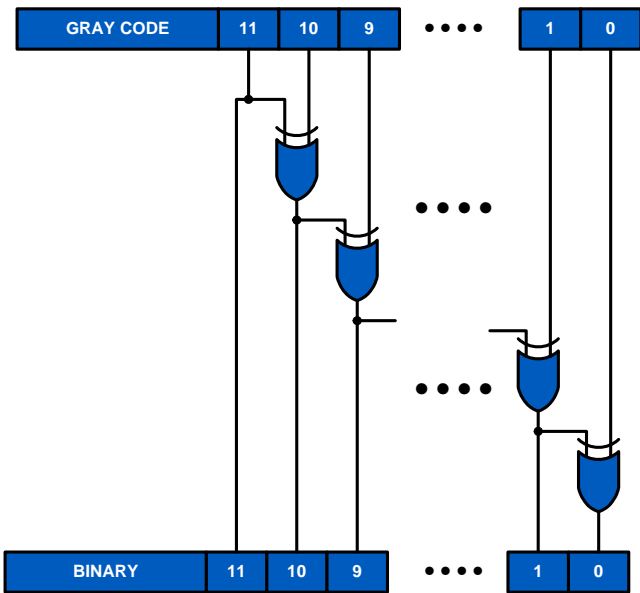 GRAY CODE 11 10 9 •••• 1 0
BINARY 11 10 9 •••• 1 0